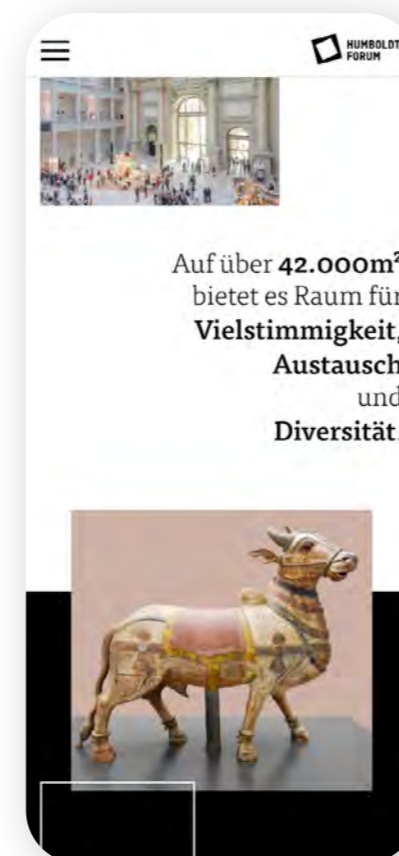 HUMBOLDT
FORUM
Auf über 42.000m²
bietet es Raum für
Vielstimmigkeit,
Austausch
und
Diversität.